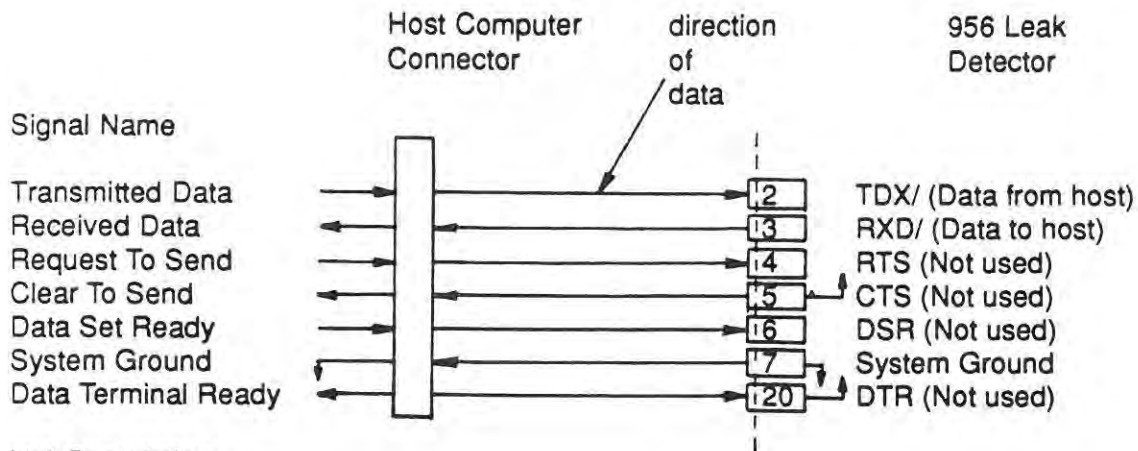 Host Computer Connector
direction of data
956 Leak Detector
Signal Name
Transmitted Data 2 TDX/ (Data from host)
Received Data 3 RXD/ (Data to host)
Request To Send 4 RTS (Not used)
Clear To Send 5 CTS (Not used)
Data Set Ready 6 DSR (Not used)
System Ground 7 System Ground
Data Terminal Ready 20 DTR (Not used)